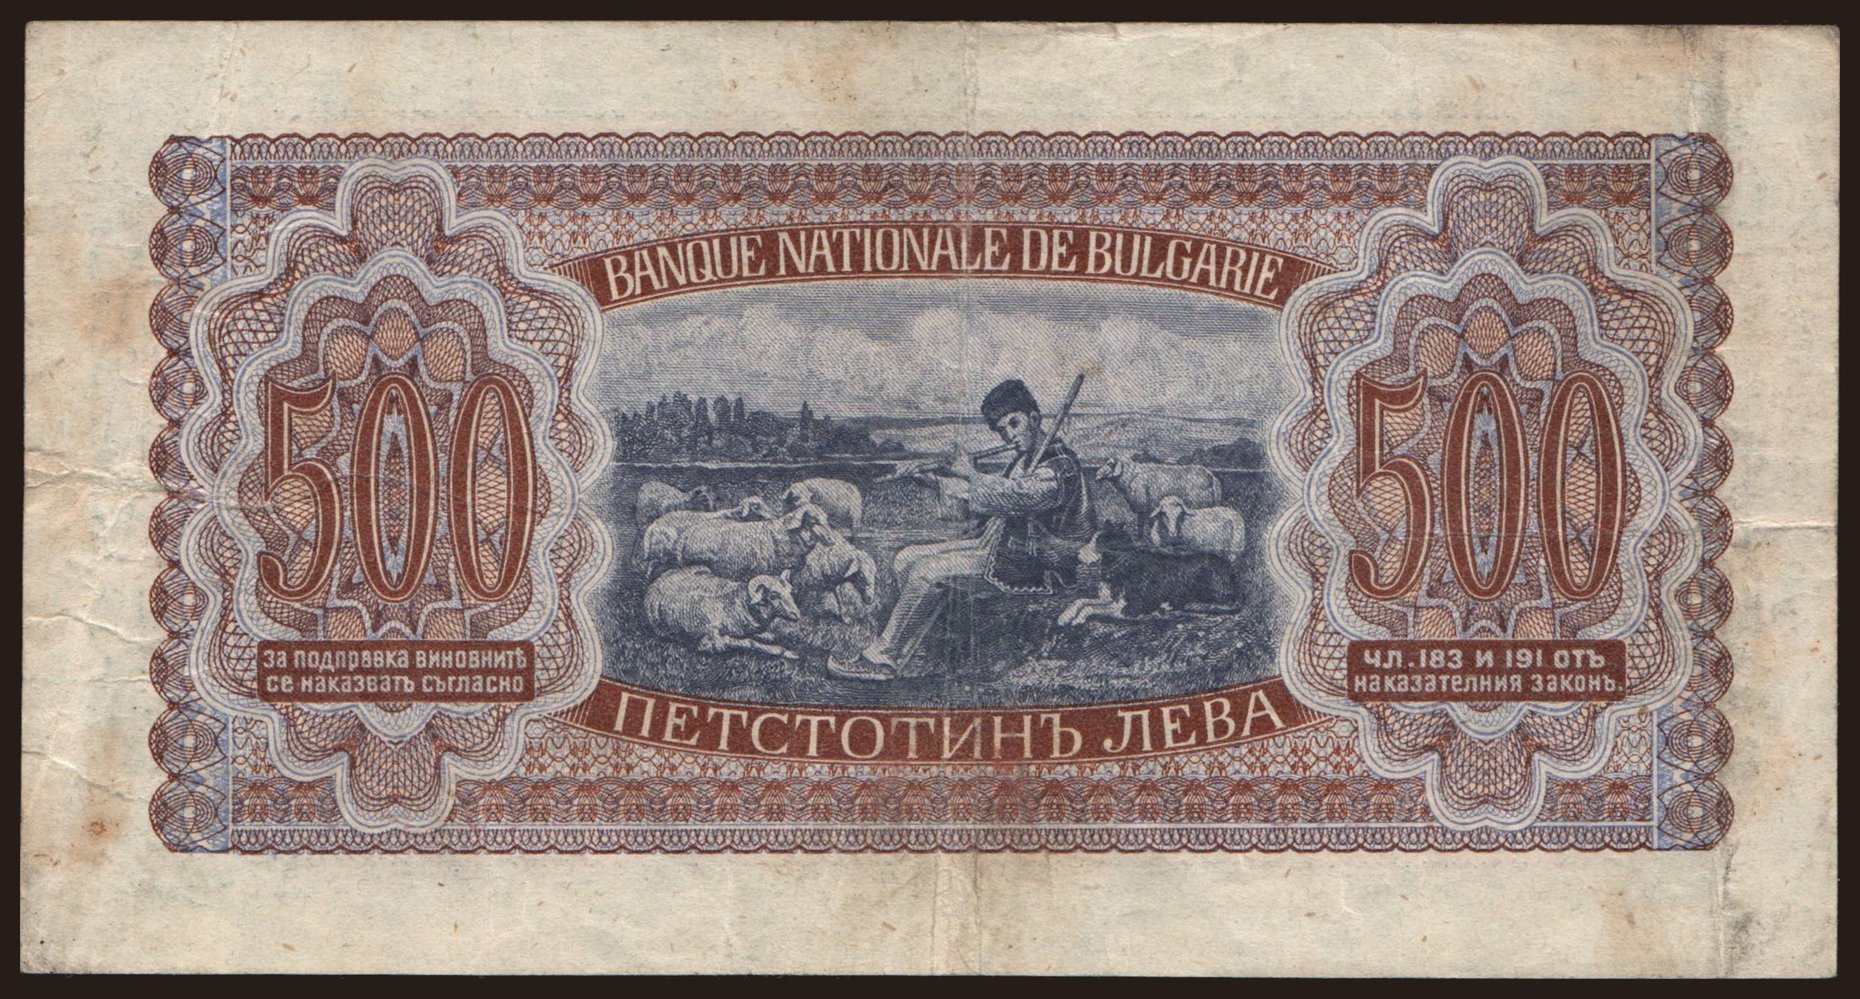 BANQUE NATIONALE DE BULGARIE
500
500
ЗА ПОДПРАВКА ВИНОВНИТѢ
СЕ НАКАЗВАТЪ СЪГЛАСНО
ЧЛ. 183 И 191 ОТЪ
НАКАЗАТЕЛНИЯ ЗАКОНЪ.
ПЕТСТОТИНЪ ЛЕВА